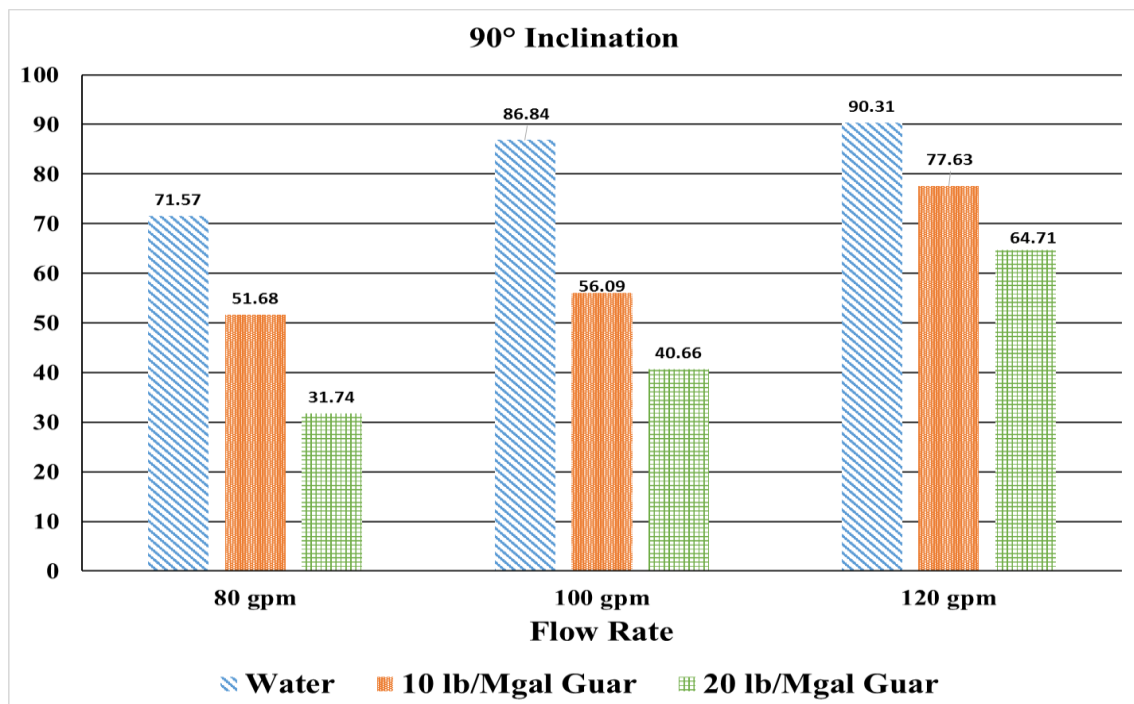 90° Inclination
100
90
80
70
60
50
40
30
20
10
0
71.57
51.68
31.74
86.84
56.09
40.66
90.31
77.63
64.71
80 gpm
100 gpm
120 gpm
Flow Rate
Water
10 lb/Mgal Guar
20 lb/Mgal Guar